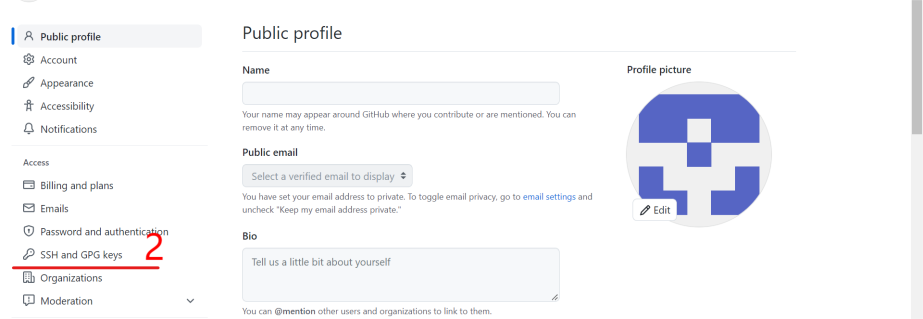 Public profile
Account
Appearance
Accessibility
Notifications
Access
Billing and plans
Emails
Password and authentication
SSH and GPG keys
2
Organizations
Moderation
Public profile
Name
Your name may appear around GitHub where you contribute or are mentioned. You can
remove it at any time.
Public email
Select a verified email to display
You have set your email address to private. To toggle email privacy, go to email settings and
uncheck "Keep my email address private."
Bio
Tell us a little bit about yourself
You can @mention other users and organizations to link to them.
Profile picture
Edit